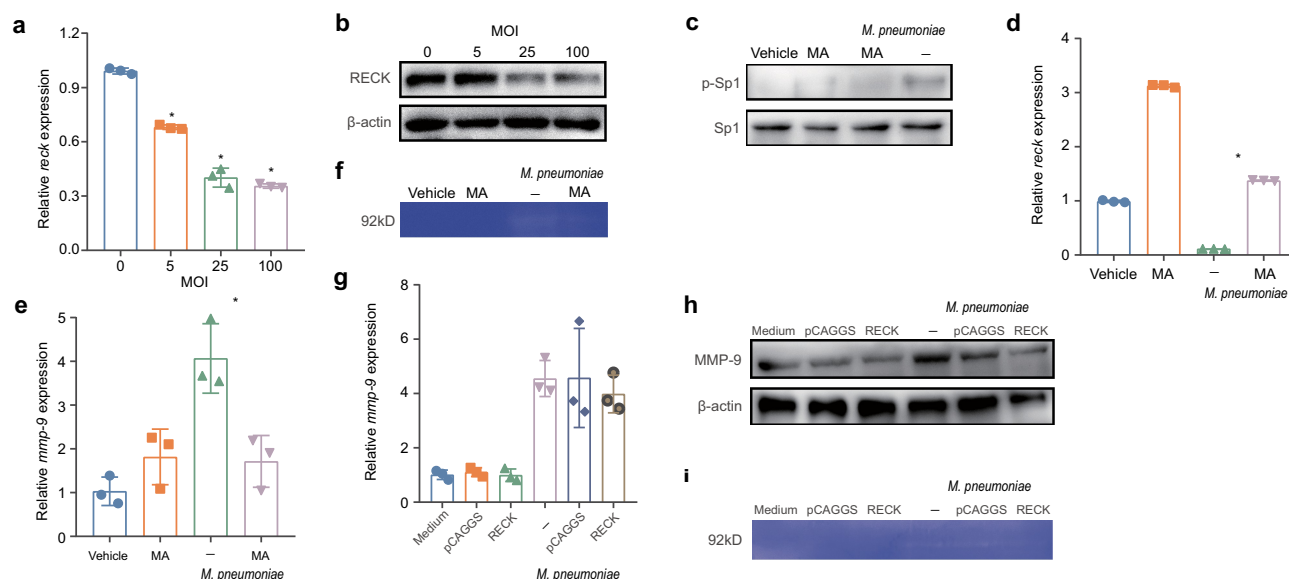 a
Relative reck expression
1.2
0.9
0.6
0.3
0.0
*
*
*
0
5
25
100
MOI
b
MOI
0 5 25 100
RECK
β-actin
c
M. pneumoniae
Vehicle MA MA –
p-Sp1
Sp1
d
Relative reck expression
4
3
2
1
0
*
Vehicle MA – MA
M. pneumoniae
f
M. pneumoniae
Vehicle MA – MA
92kD
e
Relative mmp-9 expression
5
4
3
2
1
0
*
Vehicle MA – MA
M. pneumoniae
g
Relative mmp-9 expression
8
6
4
2
0
Medium pCAGGS RECK – pCAGGS RECK
M. pneumoniae
h
M. pneumoniae
Medium pCAGGS RECK – pCAGGS RECK
MMP-9
β-actin
i
M. pneumoniae
Medium pCAGGS RECK – pCAGGS RECK
92kD